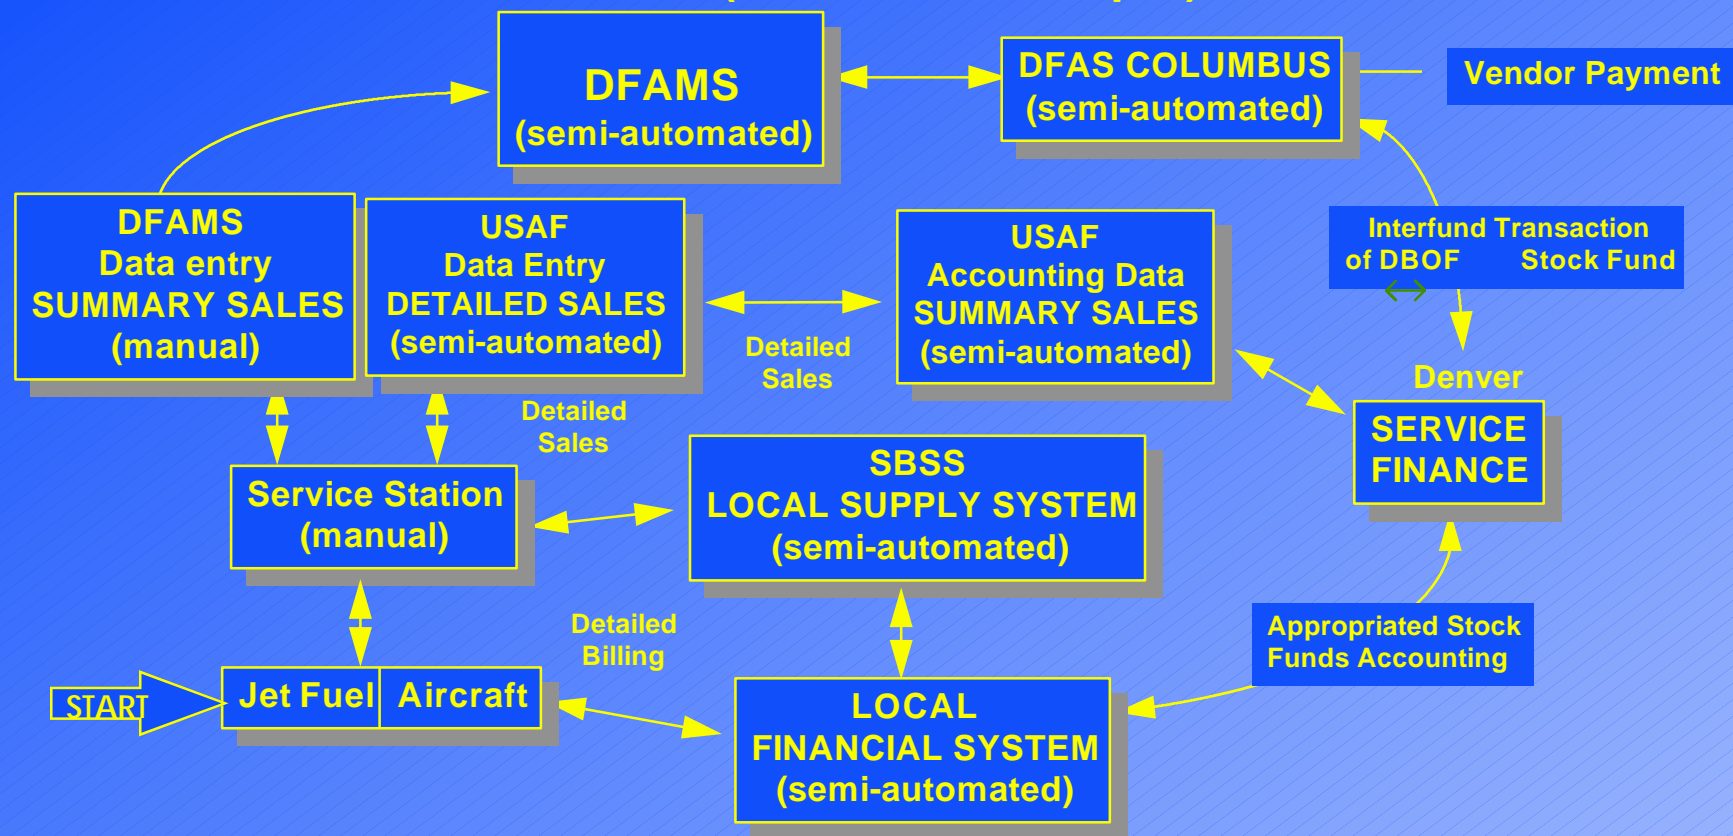 DFAMS
(semi-automated)
DFAS COLUMBUS
(semi-automated)
Vendor Payment
DFAMS
Data entry
SUMMARY SALES
(manual)
USAF
Data Entry
DETAILED SALES
(semi-automated)
Detailed
Sales
USAF
Accounting Data
SUMMARY SALES
(semi-automated)
Interfund Transaction
of DBOF Stock Fund
↔
Denver
SERVICE
FINANCE
Detailed
Sales
Service Station
(manual)
SBSS
LOCAL SUPPLY SYSTEM
(semi-automated)
Detailed
Billing
Appropriated Stock
Funds Accounting
START
Jet Fuel Aircraft
LOCAL
FINANCIAL SYSTEM
(semi-automated)